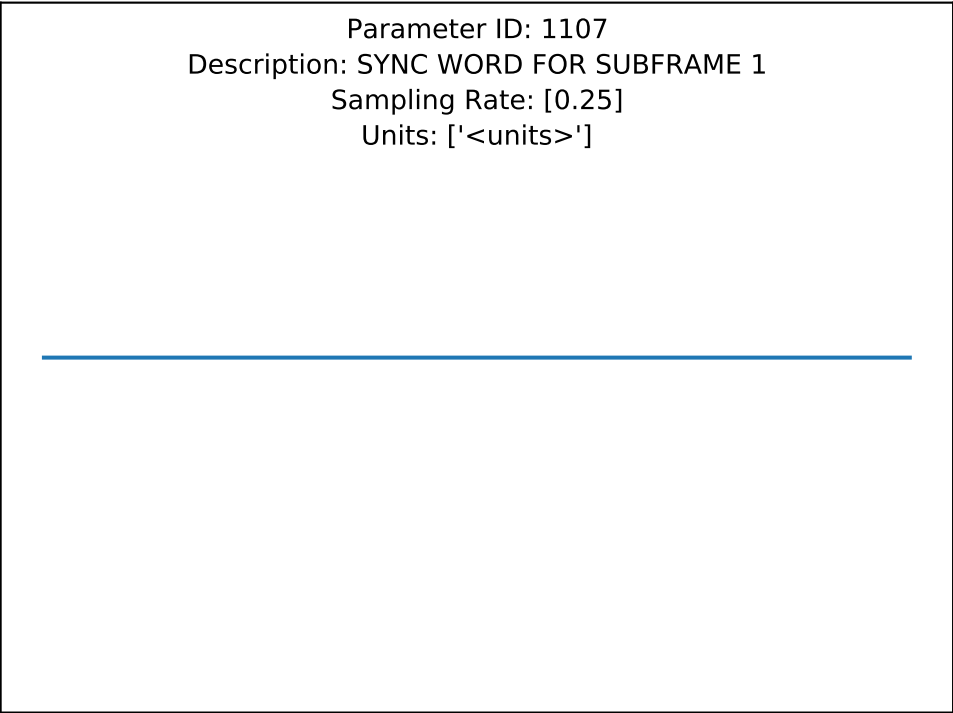 Parameter ID: 1107
Description: SYNC WORD FOR SUBFRAME 1
Sampling Rate: [0.25]
Units: ['<units>']